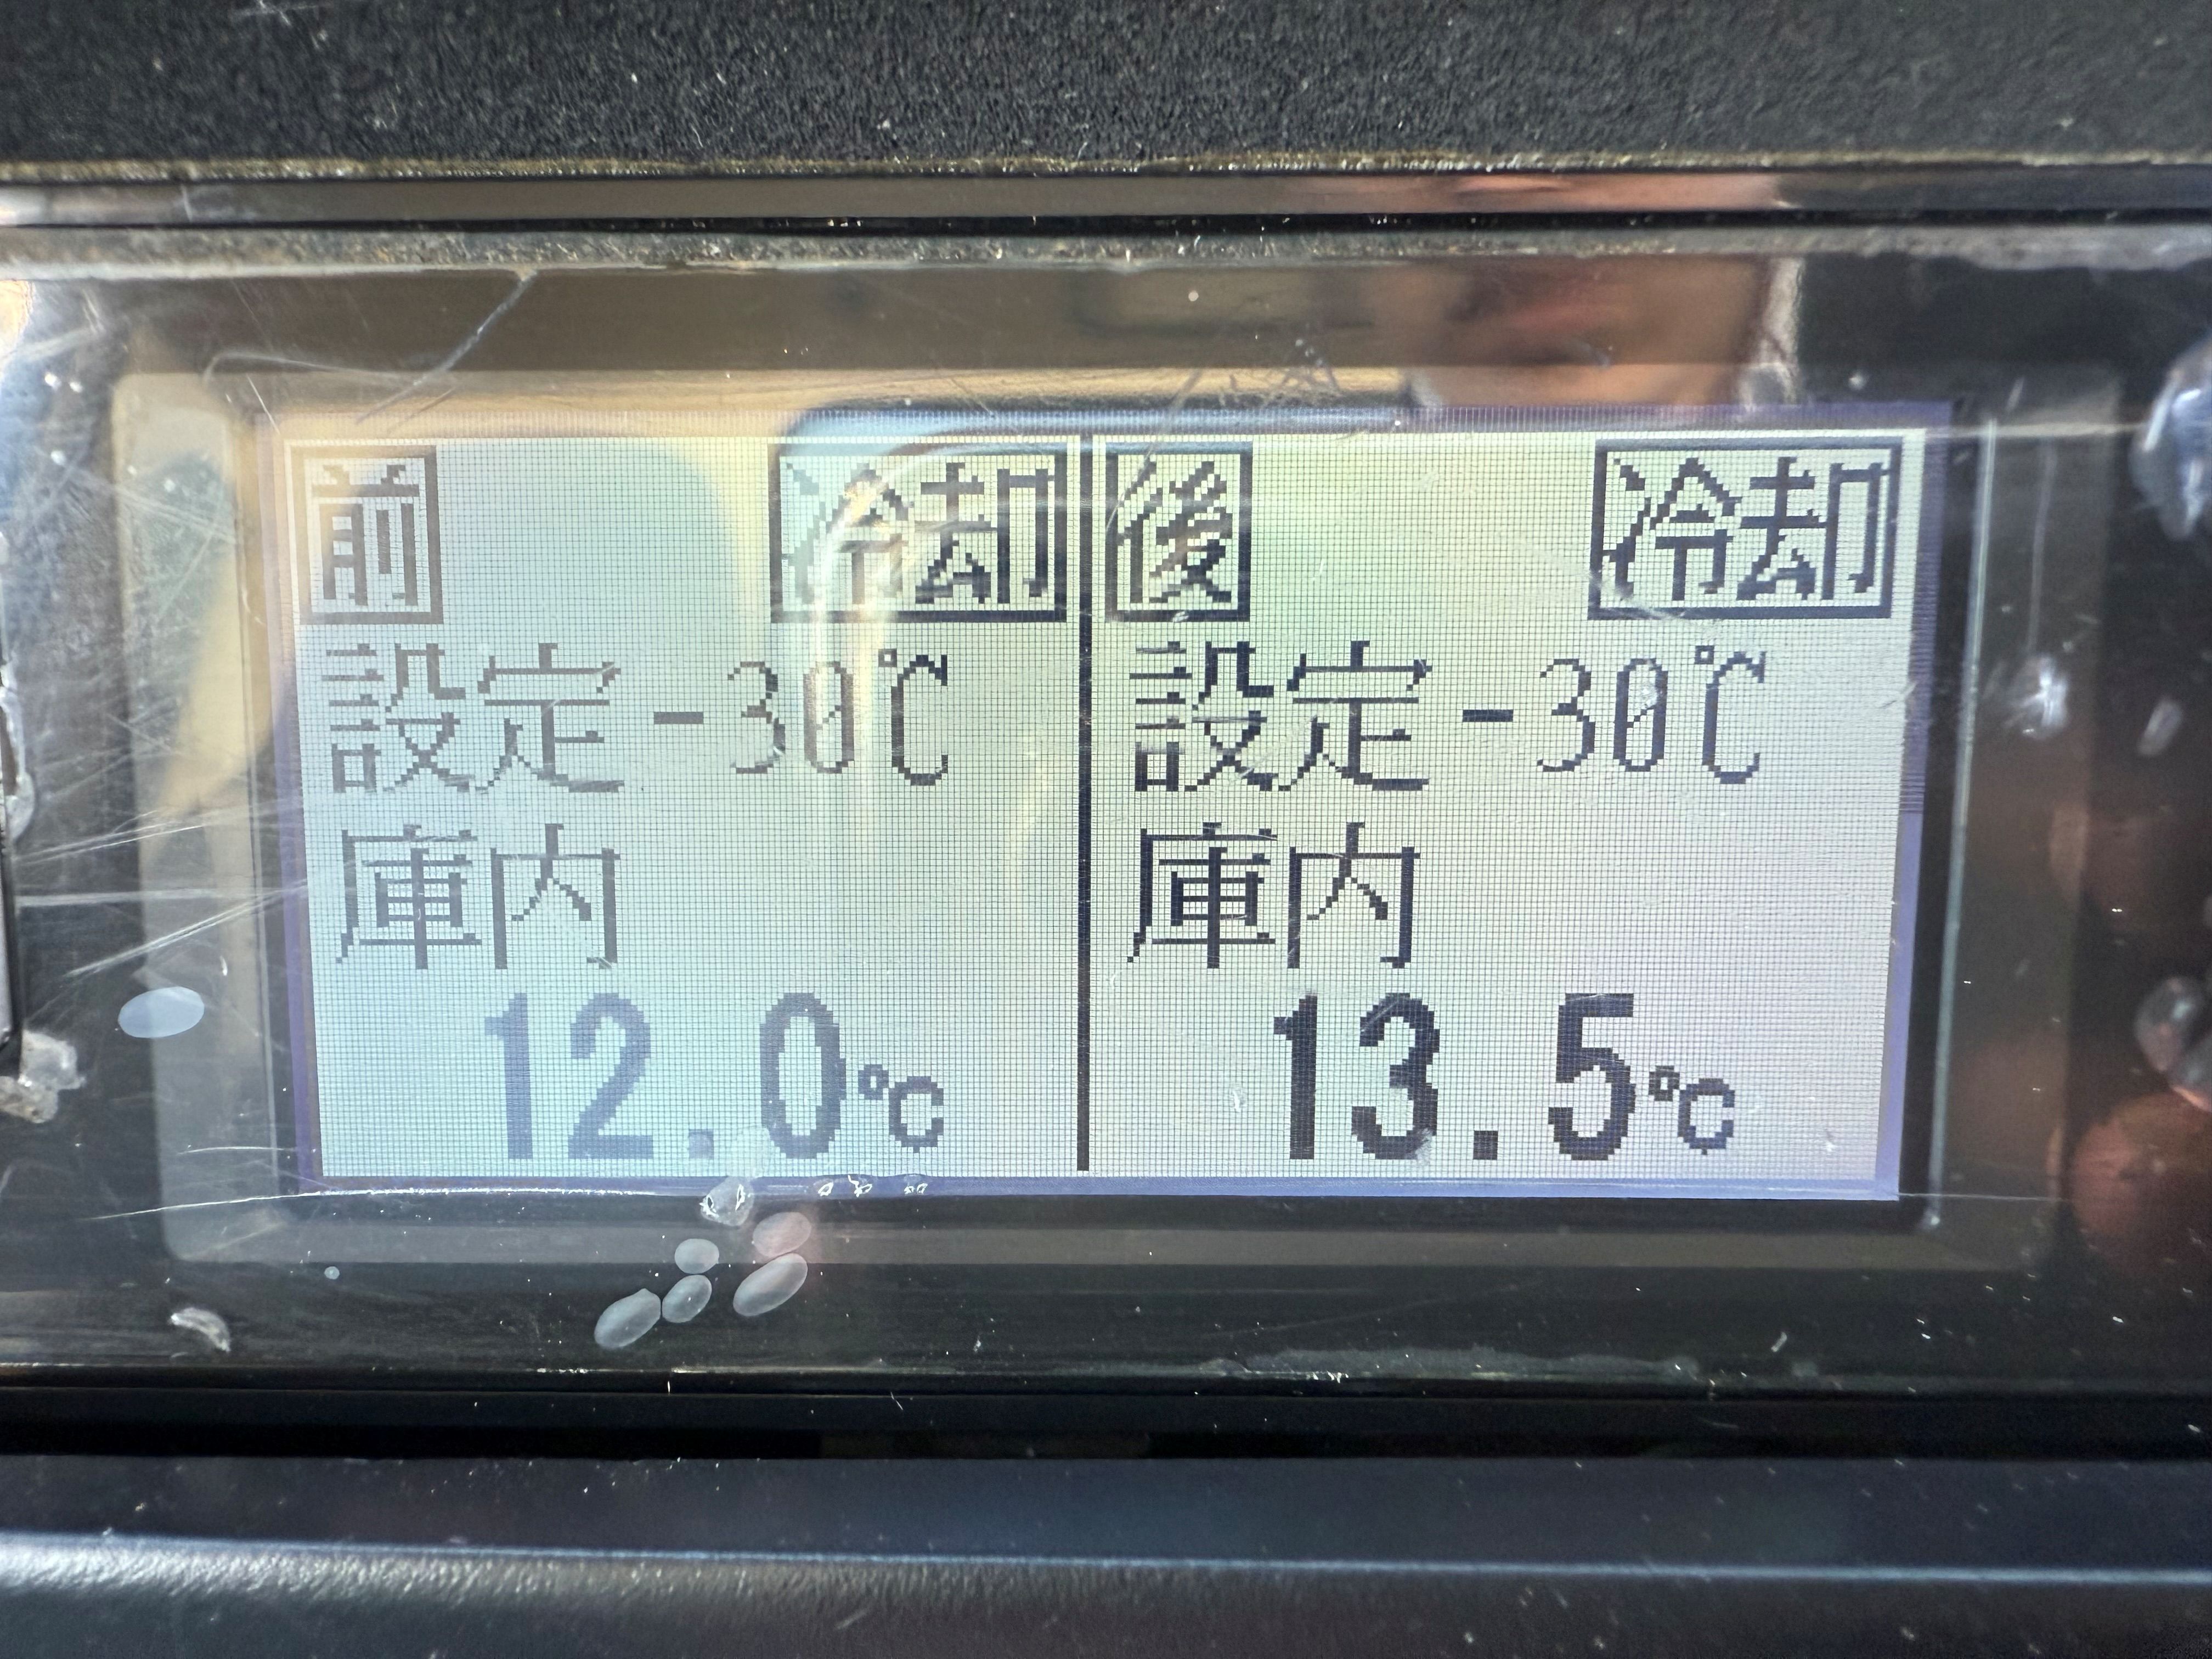 前 冷却
設定-30℃
庫内
12.0℃
後 冷却
設定-30℃
庫内
13.5℃